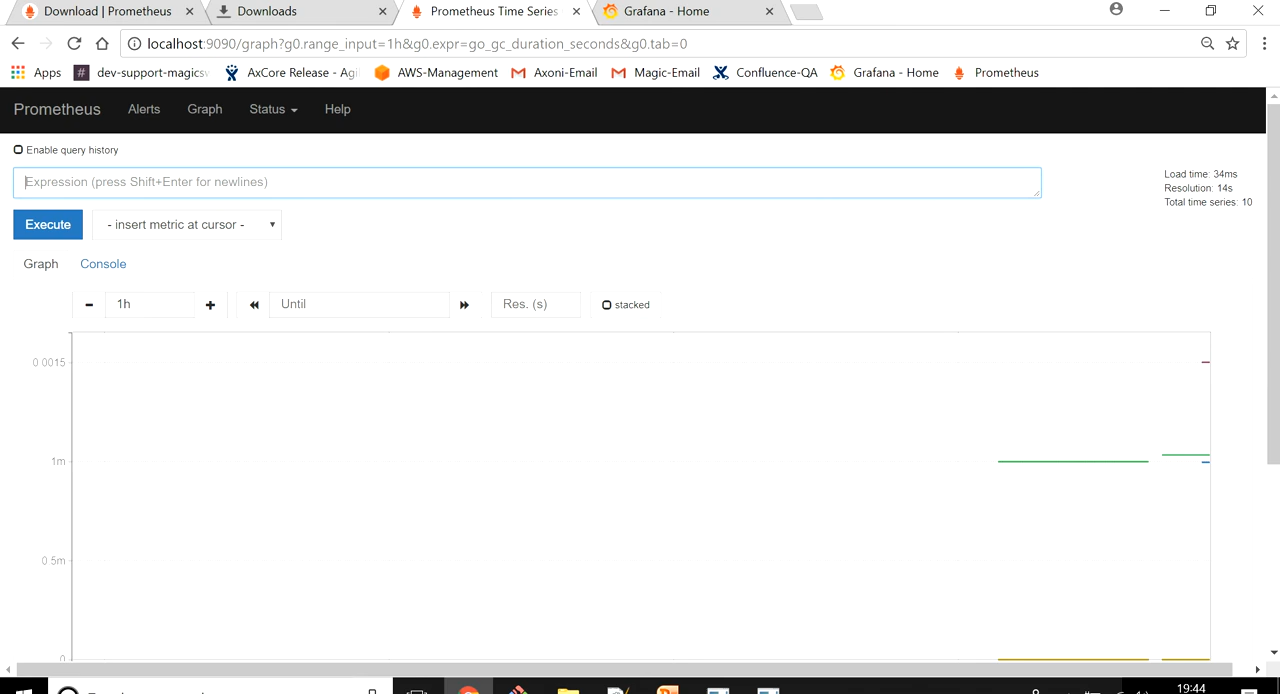 Download | Prometheus
Downloads
Prometheus Time Series
Grafana - Home
localhost:9090/graph?g0.range_input=1h&g0.expr=go_gc_duration_seconds&g0.tab=0
Apps
dev-support-magicsw
AxCore Release - Agil
AWS-Management
Axoni-Email
Magic-Email
Confluence-QA
Grafana - Home
Prometheus
Prometheus
Alerts
Graph
Status
Help
Enable query history
Expression (press Shift+Enter for newlines)
Load time: 34ms
Resolution: 14s
Total time series: 10
Execute
- insert metric at cursor -
Graph
Console
1h
Until
Res. (s)
stacked
0 0015
1m
0 5m
0
19:44